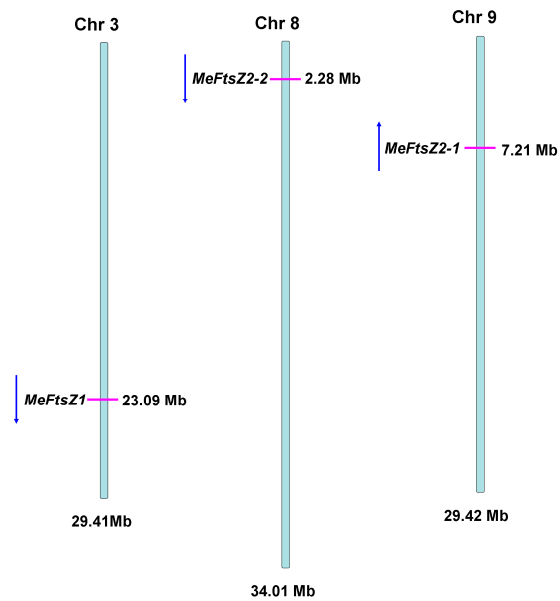 Chr 3
Chr 8
Chr 9
MeFtsZ2-2 2.28 Mb
MeFtsZ2-1 7.21 Mb
MeFtsZ1 23.09 Mb
29.41Mb
29.42 Mb
34.01 Mb